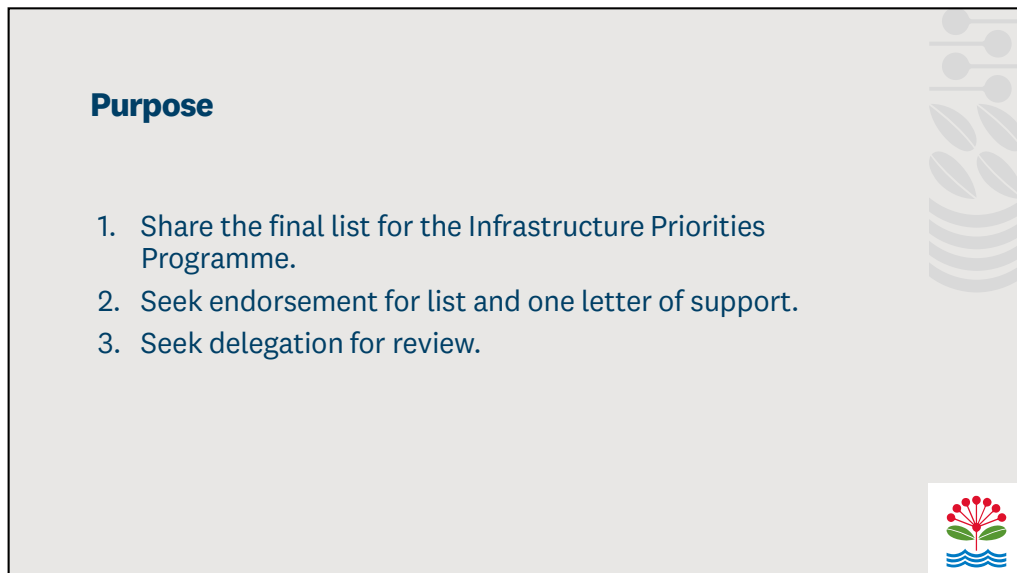 Purpose
1. Share the final list for the Infrastructure Priorities
Programme.
2. Seek endorsement for list and one letter of support.
3. Seek delegation for review.